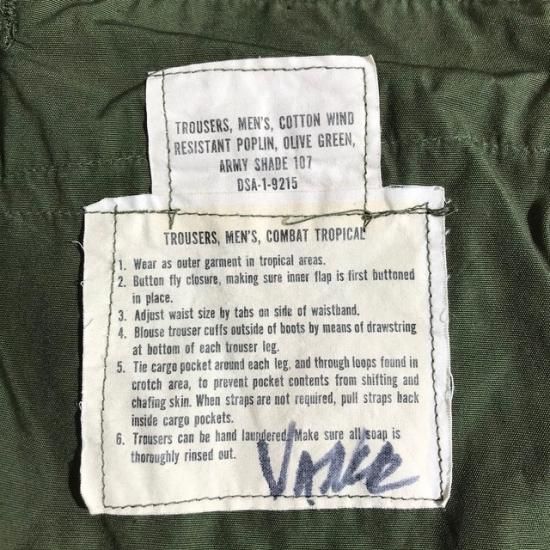 TROUSERS, MEN'S, COTTON WIND
RESISTANT POPLIN, OLIVE GREEN,
ARMY SHADE 107
DSA-1-9215
TROUSERS, MEN'S, COMBAT TROPICAL
1. Wear as outer garment in tropical areas.
2. Button fly closure, making sure inner flap is first buttoned
in place.
3. Adjust waist size by tabs on side of waistband.
4. Blouse trouser cuffs outside of boots by means of drawstring
at bottom of each trouser leg.
5. Tie cargo pocket around each leg, and through loops found in
crotch area, to prevent pocket contents from shifting and
chafing skin. When straps are not required, pull straps back
inside cargo pockets.
6. Trousers can be hand laundered. Make sure all soap is
thoroughly rinsed out.